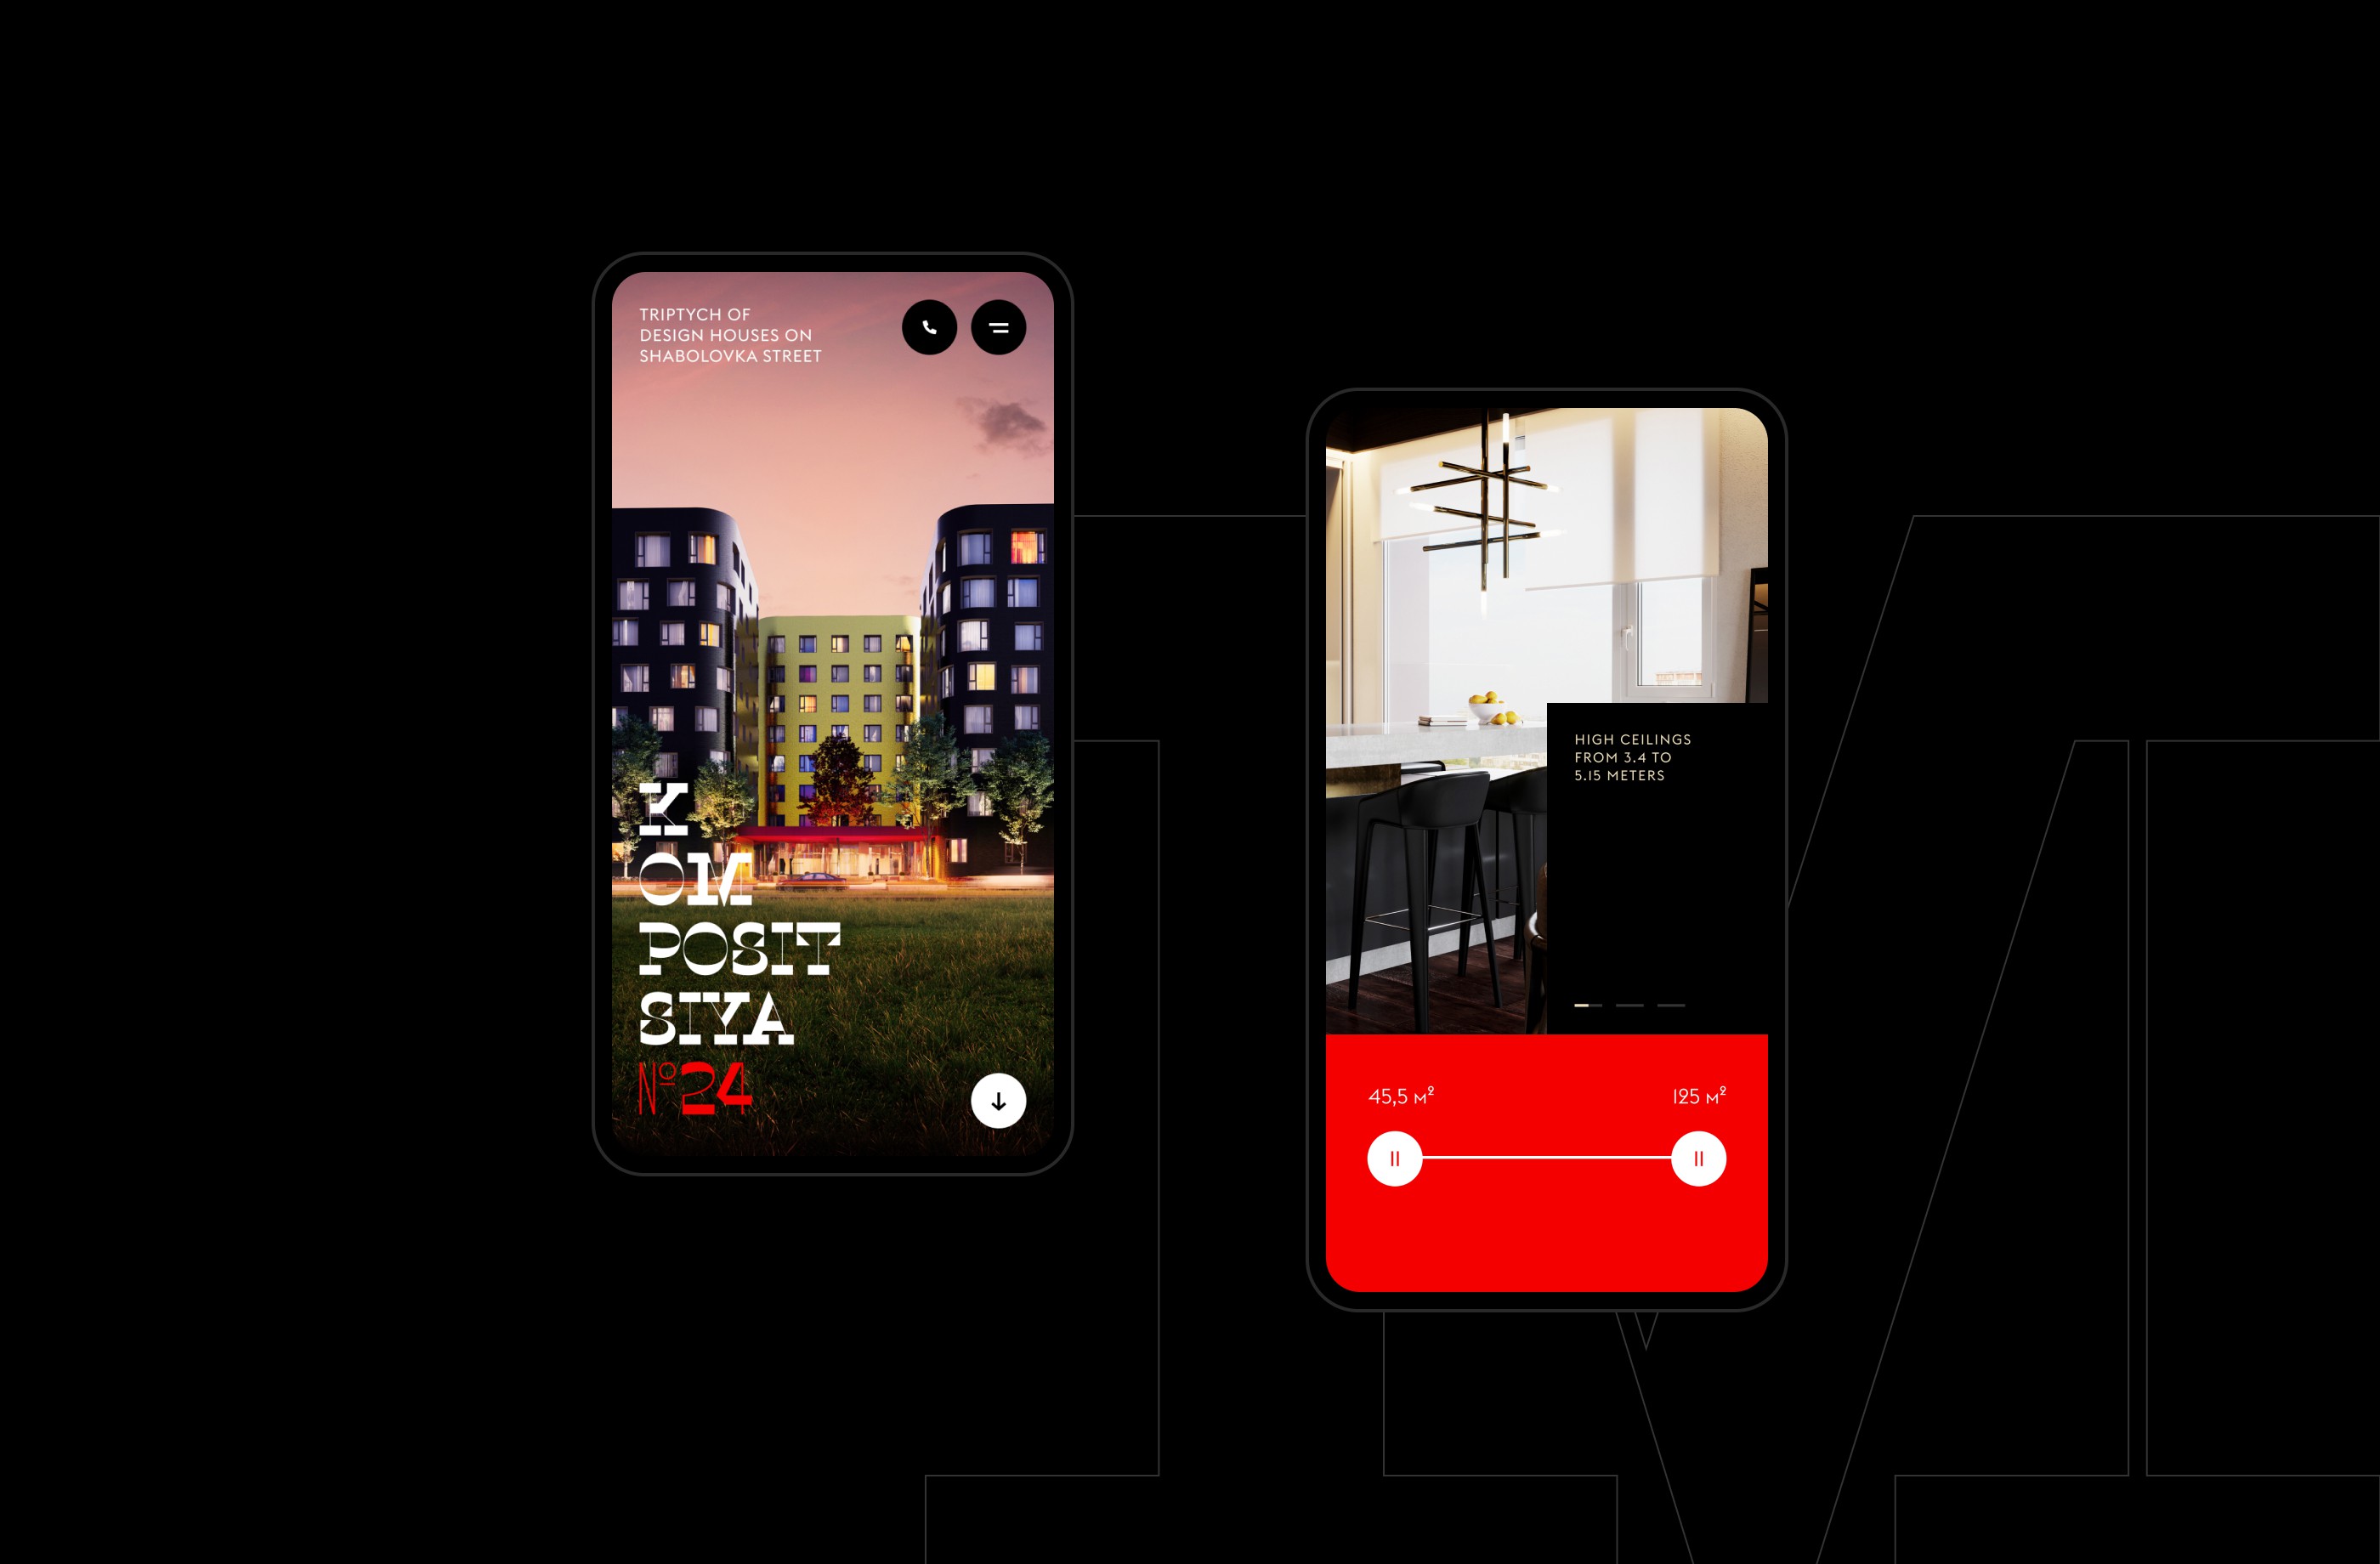 TRIPTYCH OF
DESIGN HOUSES ON
SHABOLOVKA STREET
K
OM
POSIT
SIYA
№24
HIGH CEILINGS
FROM 3.4 TO
5.15 METERS
45,5 м²
125 м²